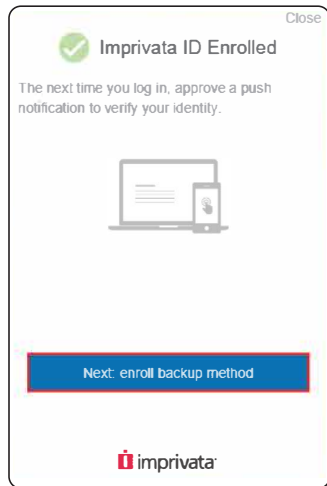 Close
Imprivata ID Enrolled
The next time you log in, approve a push
notification to verify your identity.
Next: enroll backup method
imprivata